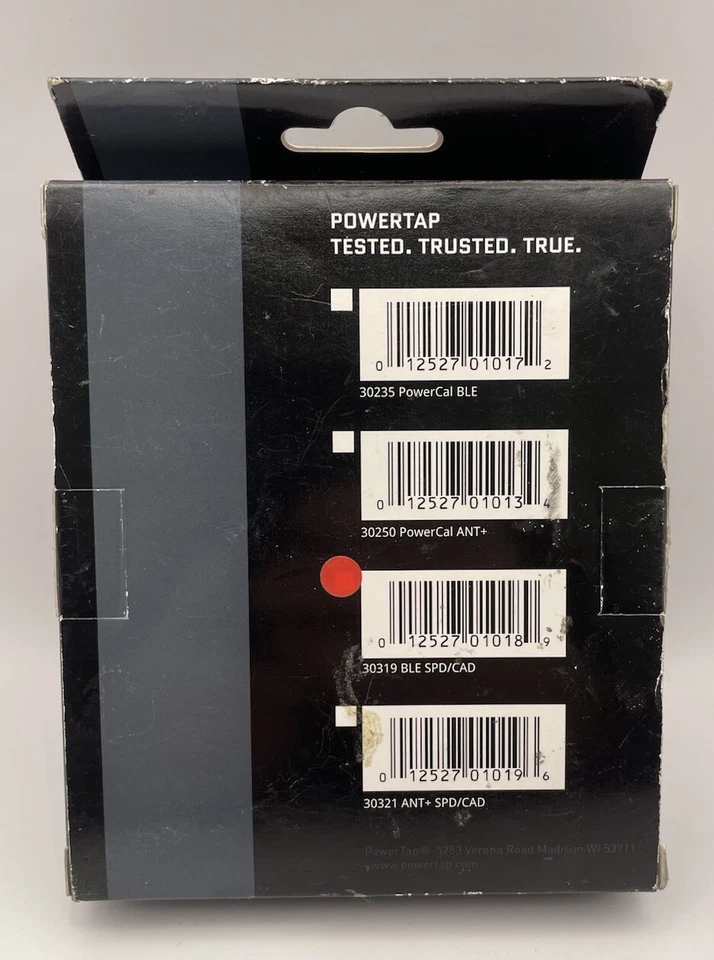 POWERTAP
TESTED. TRUSTED. TRUE.
0 12527 01017 2
30235 PowerCal BLE
0 12527 01013 4
30250 PowerCal ANT+
0 12527 01018 9
30319 BLE SPD/CAD
0 12527 01019 6
30321 ANT+ SPD/CAD
PowerTap® 5253 Verona Road Madison WI 53711
www.powertap.com